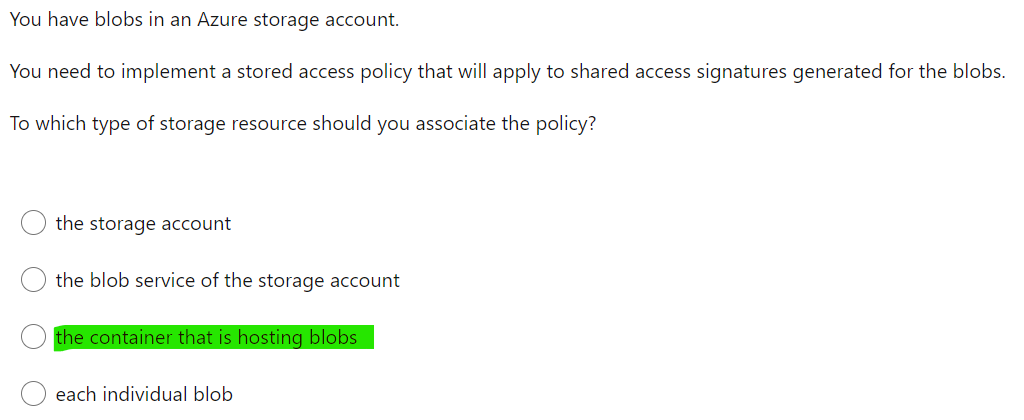 You have blobs in an Azure storage account.
You need to implement a stored access policy that will apply to shared access signatures generated for the blobs.
To which type of storage resource should you associate the policy?
the storage account
the blob service of the storage account
the container that is hosting blobs
each individual blob